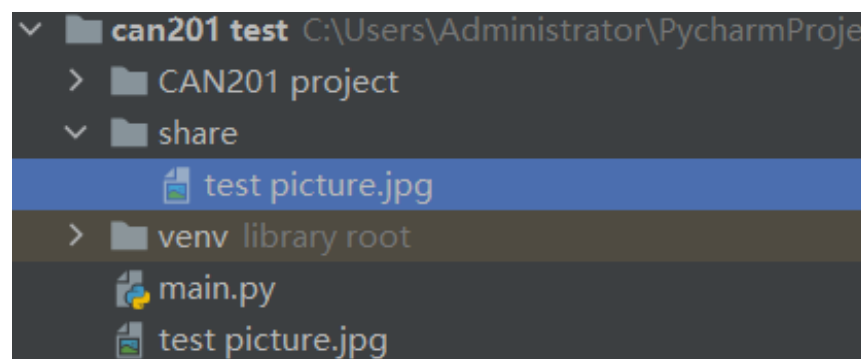 can201 test C:\Users\Administrator\PycharmProje
CAN201 project
share
test picture.jpg
venv library root
main.py
test picture.jpg